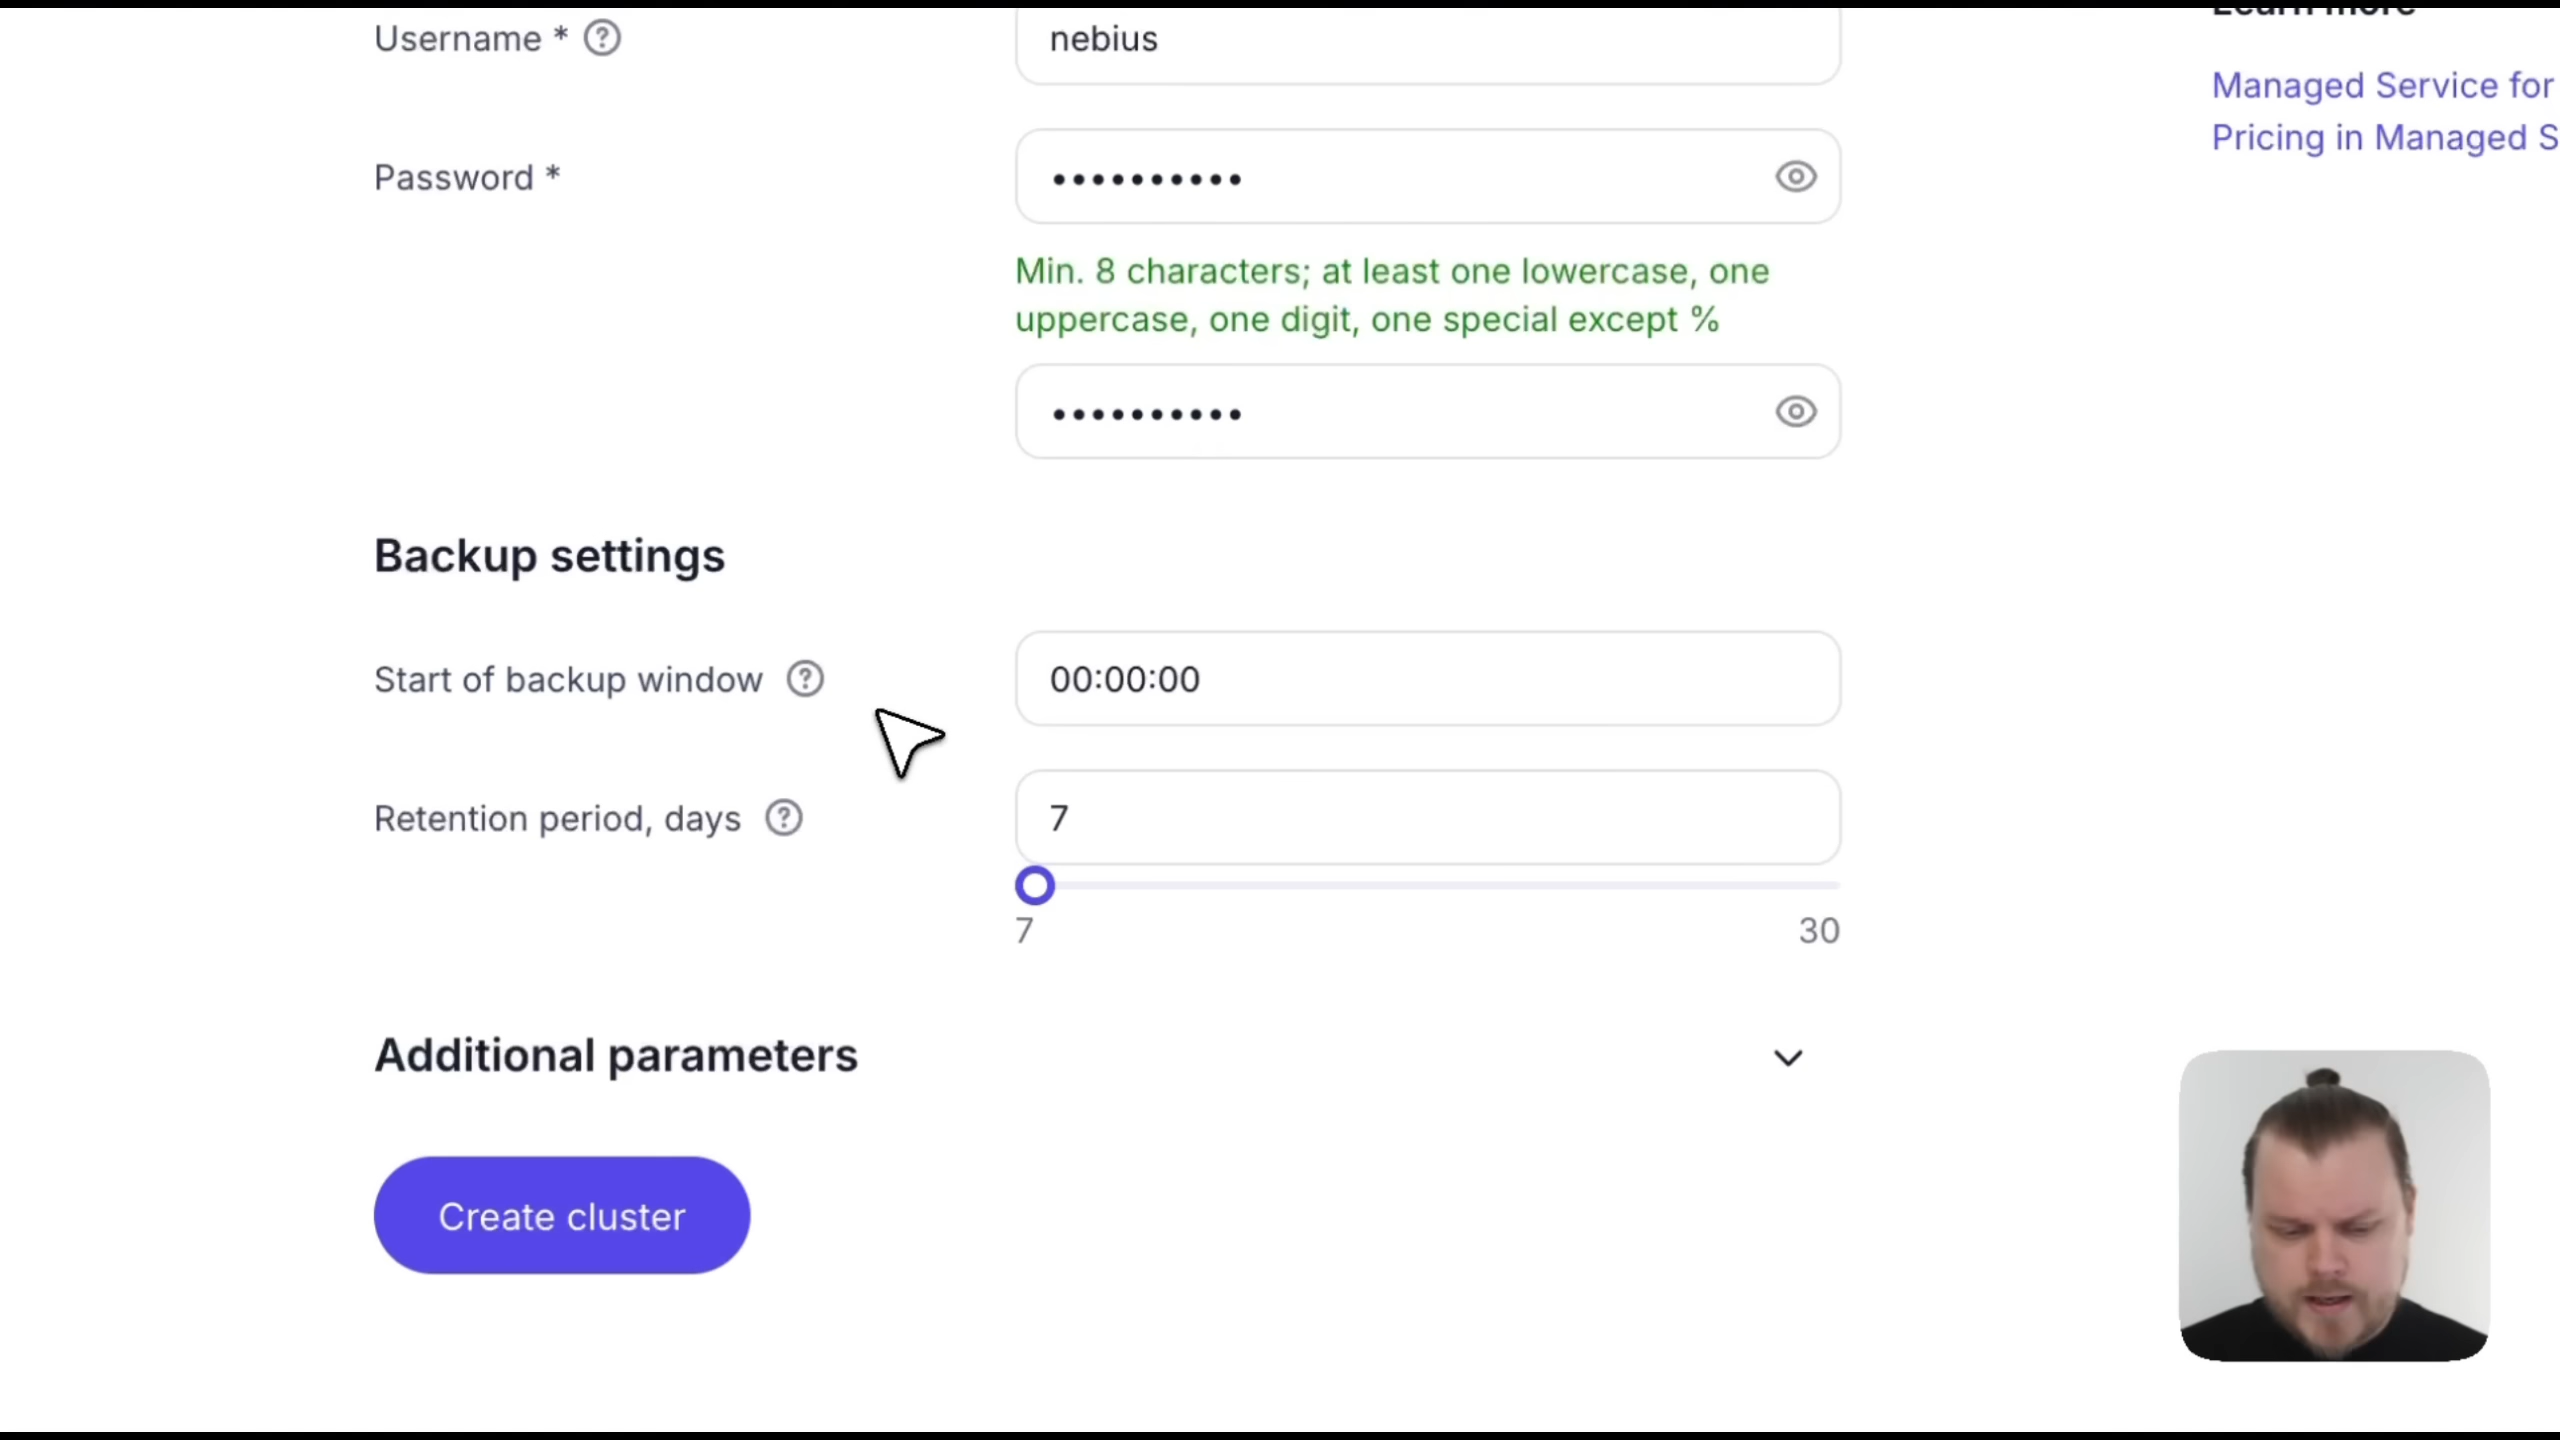 Learn more
Username *
nebius
Managed Service for
Pricing in Managed S
Password *
••••••••••
Min. 8 characters; at least one lowercase, one
uppercase, one digit, one special except %
••••••••••
Backup settings
Start of backup window
00:00:00
Retention period, days
7
7
30
Additional parameters
Create cluster